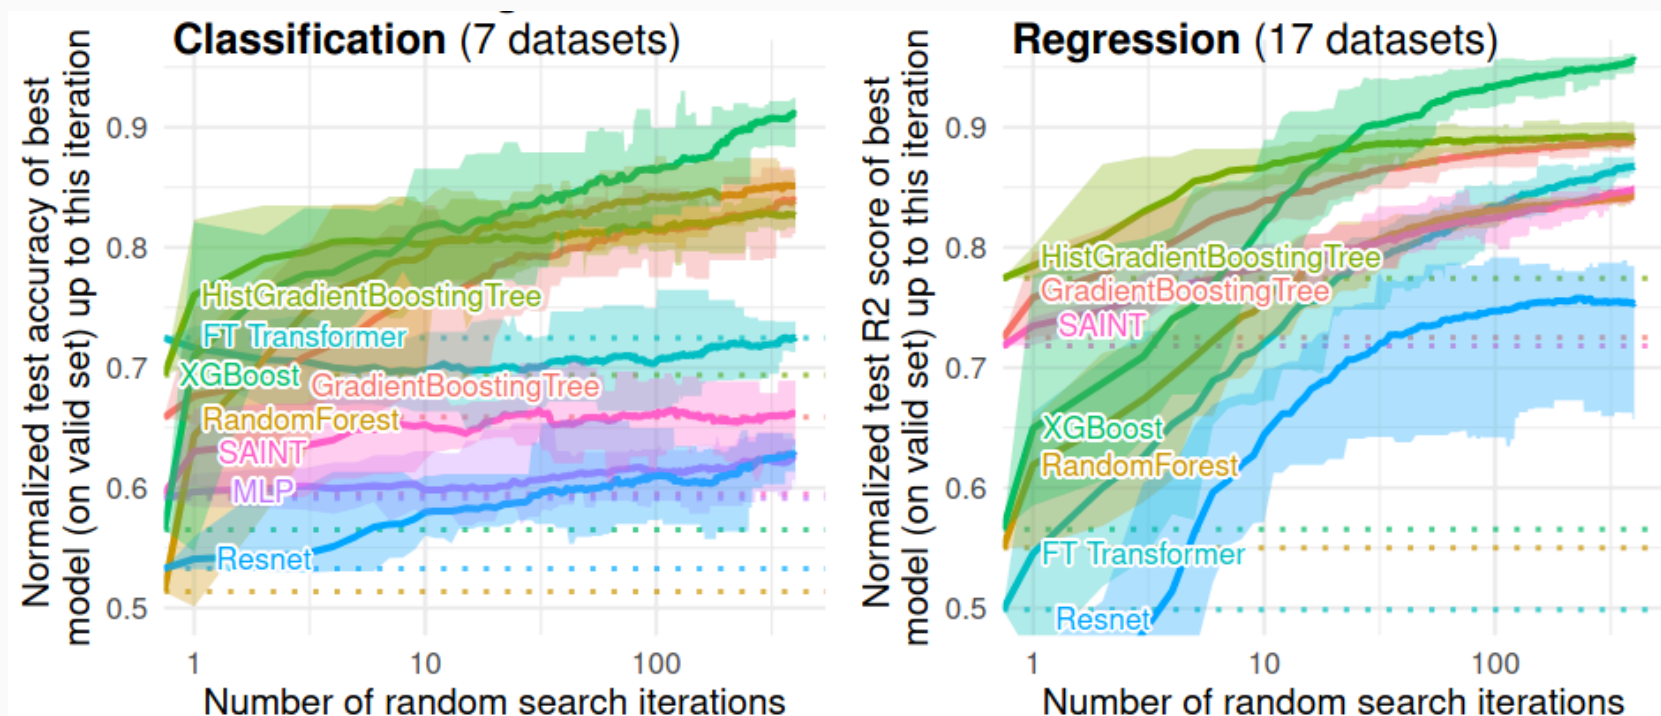 Classification (7 datasets)
Normalized test accuracy of best
model (on valid set) up to this iteration
0.9
0.8
0.7
0.6
0.5
HistGradientBoostingTree
FT Transformer
XGBoost
GradientBoostingTree
RandomForest
SAINT
MLP
Resnet
1 10 100
Number of random search iterations
Regression (17 datasets)
Normalized test R2 score of best
model (on valid set) up to this iteration
0.9
0.8
0.7
0.6
0.5
HistGradientBoostingTree
GradientBoostingTree
SAINT
XGBoost
RandomForest
FT Transformer
Resnet
1 10 100
Number of random search iterations